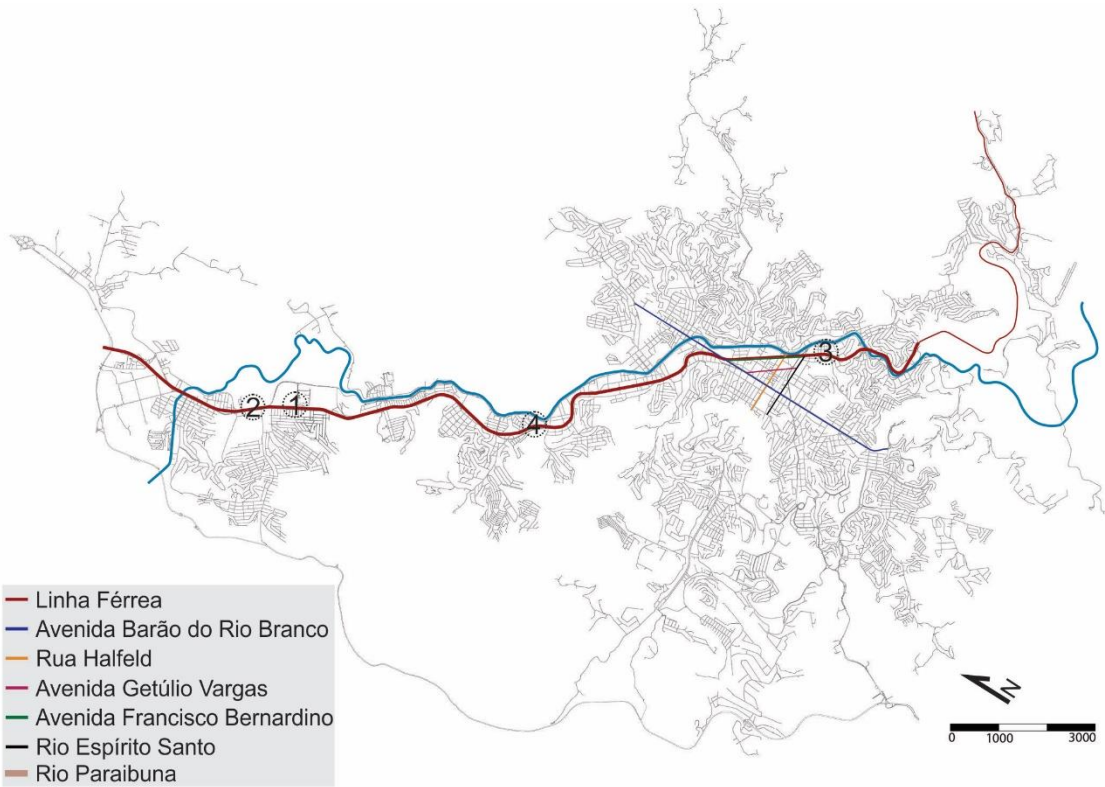 3
2
1
4
Linha Férrea
Avenida Barão do Rio Branco
Rua Halfeld
Avenida Getúlio Vargas
Avenida Francisco Bernardino
Rio Espírito Santo
Rio Paraibuna
N
0 1000 3000